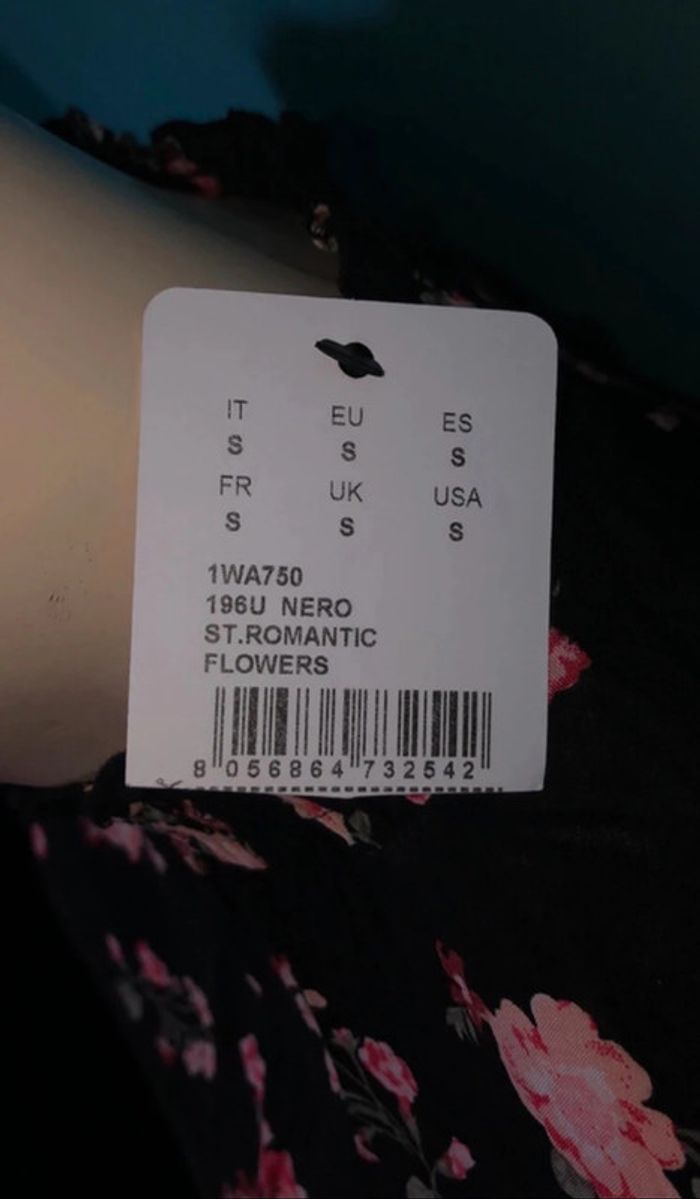 IT EU ES
S S S
FR UK USA
S S S
1WA750
196U NERO
ST.ROMANTIC
FLOWERS
8 056864 732542